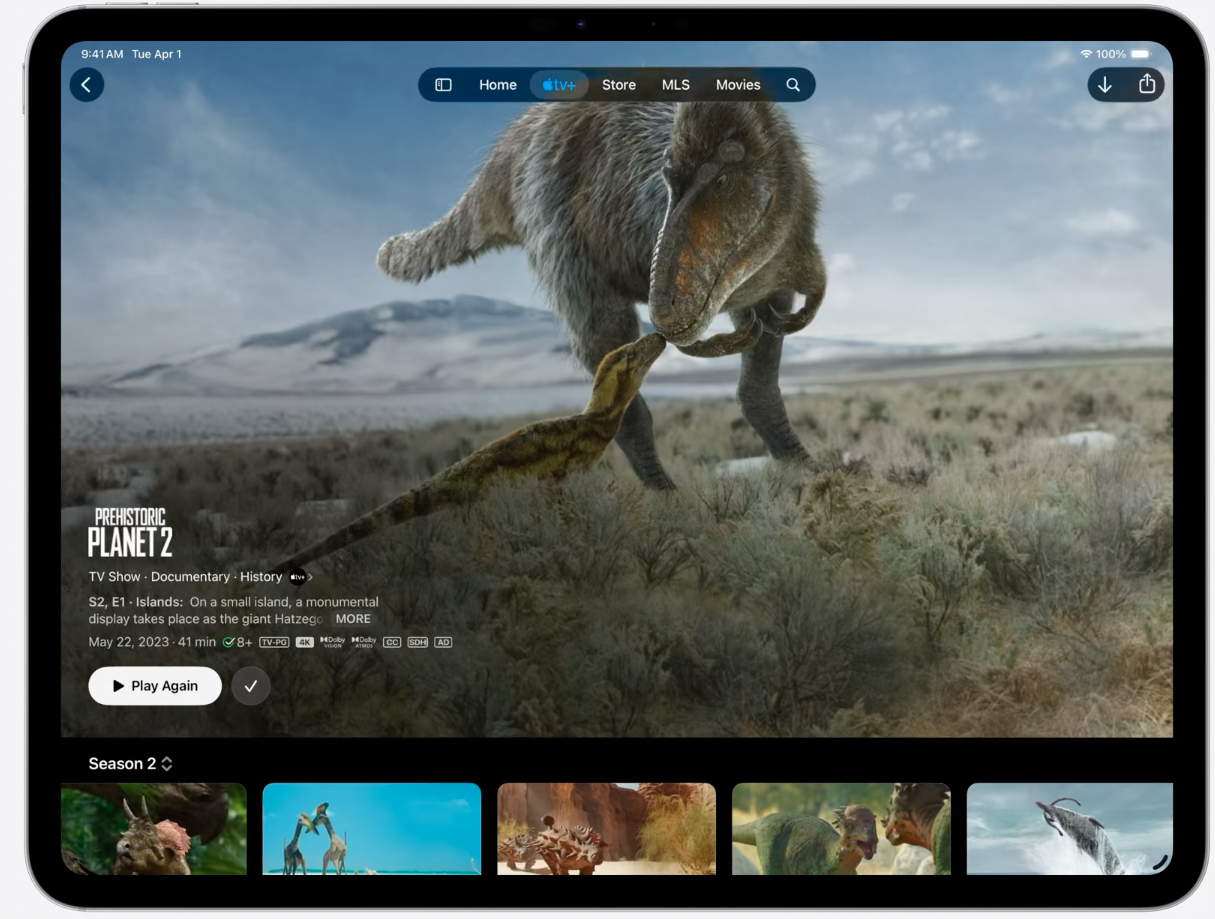 9:41 AM Tue Apr 1
100%
Home tv+ Store MLS Movies
PREHISTORIC
PLANET 2
TV Show · Documentary · History tv+
S2, E1 · Islands: On a small island, a monumental
display takes place as the giant Hatzego MORE
May 22, 2023 · 41 min 8+ TV-PG 4K Dolby VISION Dolby ATMOS CC SDH AD
Play Again
Season 2